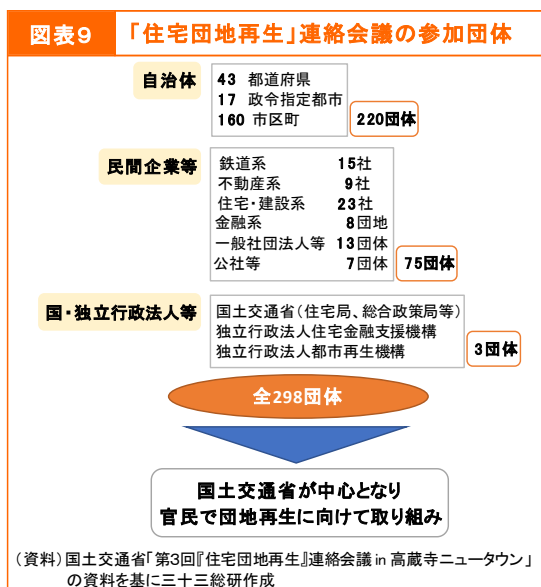 図表9 「住宅団地再生」連絡会議の参加団体
自治体
43 都道府県
17 政令指定都市
160 市区町
220団体
民間企業等
鉄道系 15社
不動産系 9社
住宅・建設系 23社
金融系 8団地
一般社団法人等 13団体
公社等 7団体
75団体
国・独立行政法人等
国土交通省(住宅局、総合政策局等)
独立行政法人住宅金融支援機構
独立行政法人都市再生機構
3団体
全298団体
国土交通省が中心となり
官民で団地再生に向けて取り組み
(資料)国土交通省「第3回『住宅団地再生』連絡会議 in 高蔵寺ニュータウン」
の資料を基に三十三総研作成